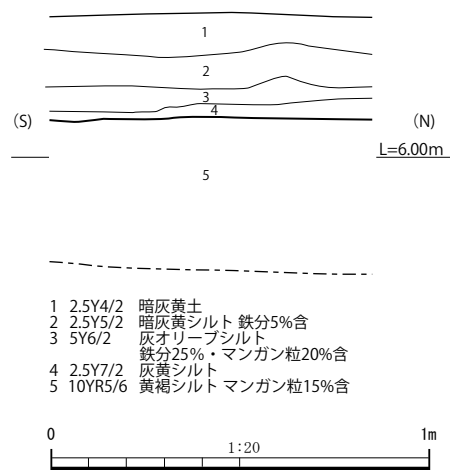 1
2
3
4
(S)
(N)
L=6.00m
5
1 2.5Y4/2 暗灰黄土
2 2.5Y5/2 暗灰黄シルト 鉄分5%含
3 5Y6/2 灰オリーブシルト
鉄分25%・マンガン粒20%含
4 2.5Y7/2 灰黄シルト
5 10YR5/6 黄褐シルト マンガン粒15%含
0 1:20 1m